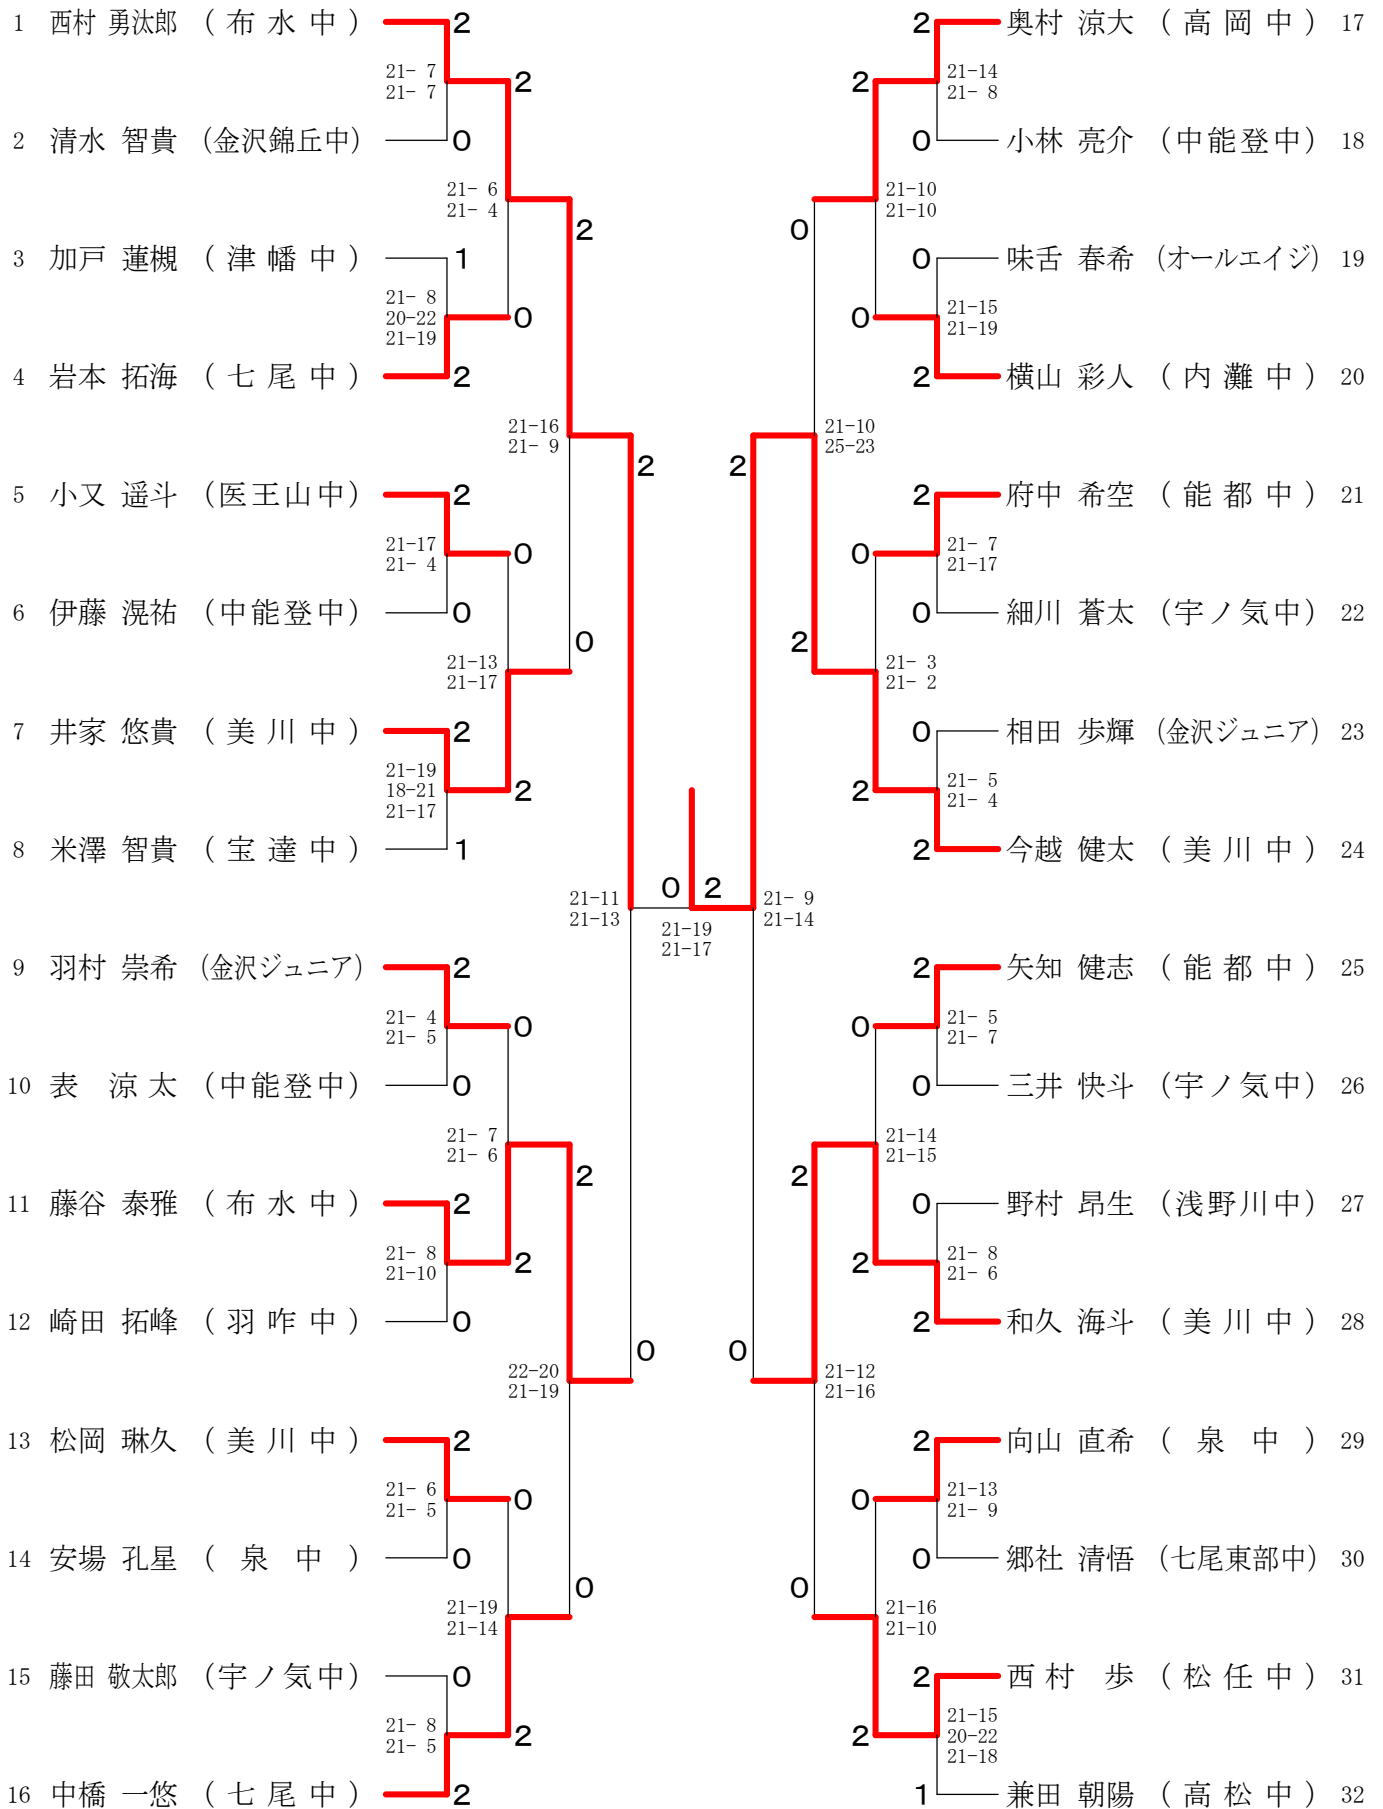 1 西村 勇汰郎 ( 布 水 中 ) 2
2 奥村 涼大 ( 高 岡 中 ) 17
21- 7
21- 7
2
2
21-14
21- 8
2 清水 智貴 (金沢錦丘中) 0
0 小林 亮介 (中能登中) 18
21- 6
21- 4
2
0
21-10
21-10
3 加戸 蓮槻 ( 津 幡 中 ) 1
0 味舌 春希 (オールエイジ) 19
21- 8
20-22
21-19
0
0
21-15
21-19
4 岩本 拓海 ( 七 尾 中 ) 2
2 横山 彩人 ( 内 灘 中 ) 20
21-16
21- 9
2
2
21-10
25-23
5 小又 遥斗 (医王山中) 2
2 府中 希空 ( 能 都 中 ) 21
21-17
21- 4
0
0
21- 7
21-17
6 伊藤 滉祐 (中能登中) 0
0 細川 蒼太 (宇ノ気中) 22
21-13
21-17
0
2
21- 3
21- 2
7 井家 悠貴 ( 美 川 中 ) 2
0 相田 歩輝 (金沢ジュニア) 23
21-19
18-21
21-17
2
2
21- 5
21- 4
8 米澤 智貴 ( 宝 達 中 ) 1
2 今越 健太 ( 美 川 中 ) 24
21-11
21-13
0 2
21-19
21-17
21- 9
21-14
9 羽村 崇希 (金沢ジュニア) 2
2 矢知 健志 ( 能 都 中 ) 25
21- 4
21- 5
0
0
21- 5
21- 7
10 表 涼 太 (中能登中) 0
0 三井 快斗 (宇ノ気中) 26
21- 7
21- 6
2
2
21-14
21-15
11 藤谷 泰雅 ( 布 水 中 ) 2
0 野村 昂生 (浅野川中) 27
21- 8
21-10
2
2
21- 8
21- 6
12 崎田 拓峰 ( 羽 咋 中 ) 0
2 和久 海斗 ( 美 川 中 ) 28
22-20
21-19
0
0
21-12
21-16
13 松岡 琳久 ( 美 川 中 ) 2
2 向山 直希 ( 泉 中 ) 29
21- 6
21- 5
0
0
21-13
21- 9
14 安場 孔星 ( 泉 中 ) 0
0 郷社 清悟 (七尾東部中) 30
21-19
21-14
0
0
21-16
21-10
15 藤田 敬太郎 (宇ノ気中) 0
2 西 村 歩 ( 松 任 中 ) 31
21- 8
21- 5
2
2
21-15
20-22
21-18
16 中橋 一悠 ( 七 尾 中 ) 2
1 兼田 朝陽 ( 高 松 中 ) 32